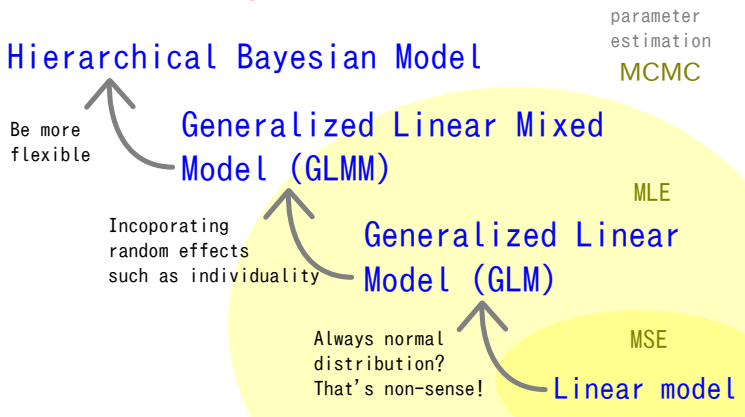 parameter
estimation
MCMC
Hierarchical Bayesian Model
Be more
flexible
Generalized Linear Mixed
Model (GLMM)
MLE
Incoporating
random effects
such as individuality
Generalized Linear
Model (GLM)
Always normal
distribution?
That's non-sense!
MSE
Linear model